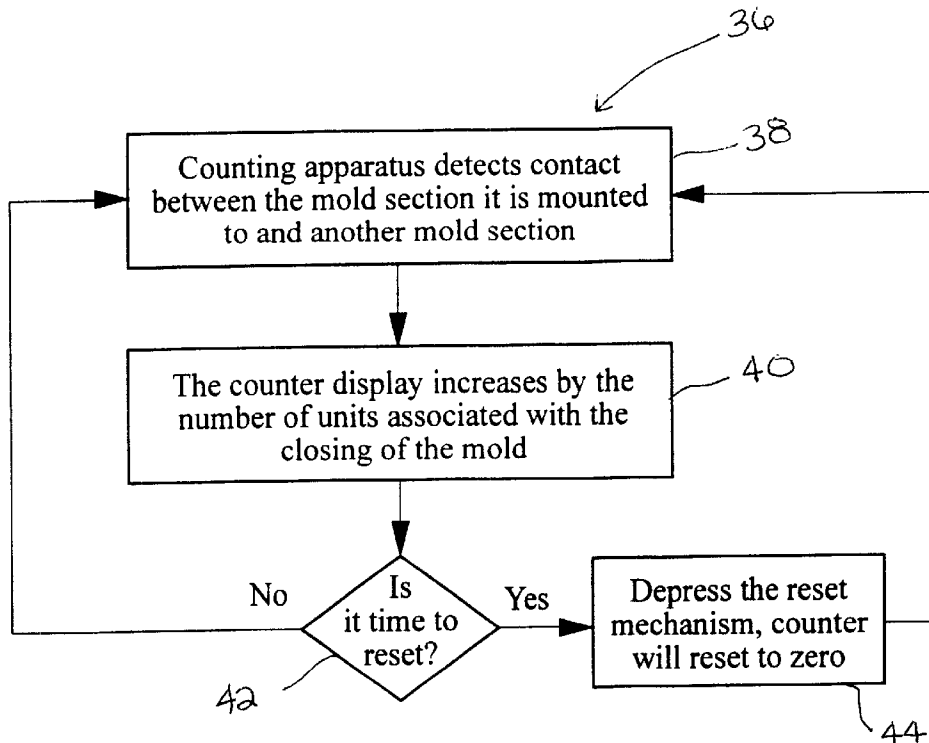 36
38
Counting apparatus detects contact
between the mold section it is mounted
to and another mold section
40
The counter display increases by the
number of units associated with the
closing of the mold
No
Is
it time to
reset?
Yes
Depress the reset
mechanism, counter
will reset to zero
42
44